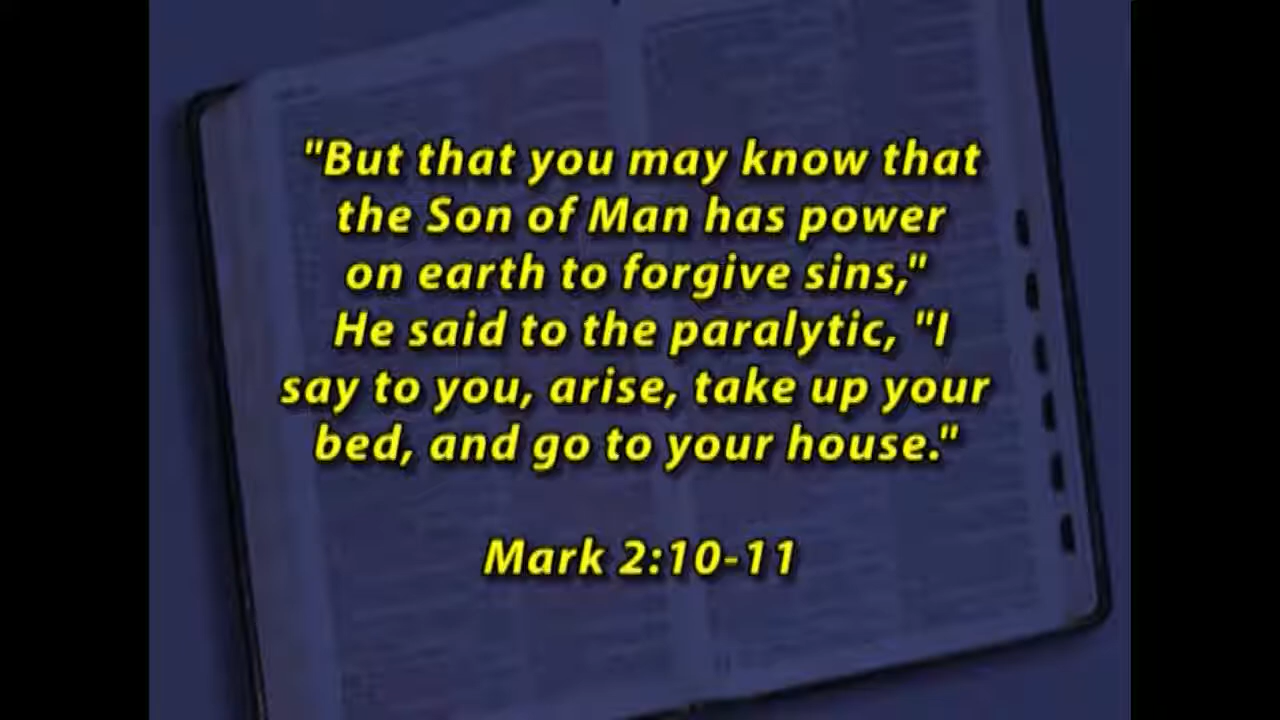 "But that you may know that
the Son of Man has power
on earth to forgive sins,"
He said to the paralytic, "I
say to you, arise, take up your
bed, and go to your house."
Mark 2:10-11